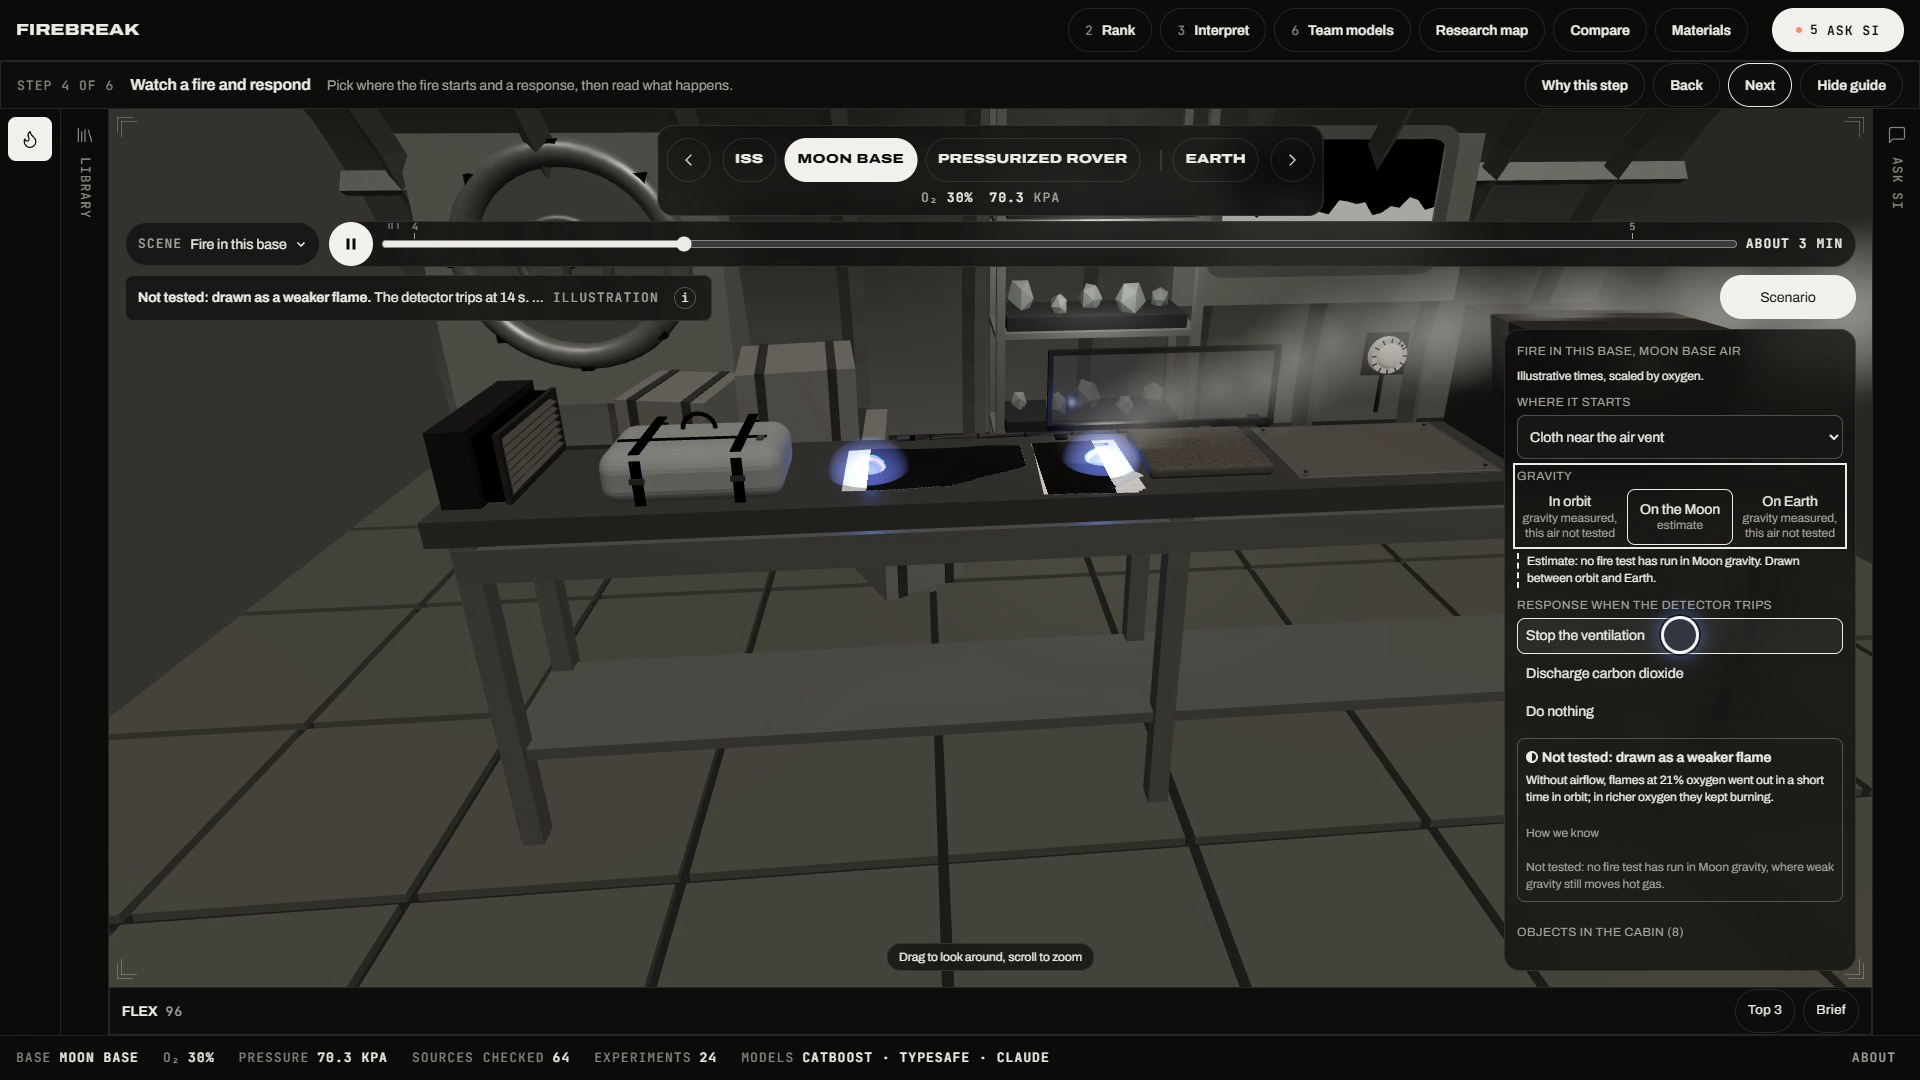 FIREBREAK
2 Rank
3 Interpret
6 Team models
Research map
Compare
Materials
5 ASK SI
STEP 4 OF 6
Watch a fire and respond
Pick where the fire starts and a response, then read what happens.
Why this step
Back
Next
Hide guide
LIBRARY
ASK SI
ISS
MOON BASE
PRESSURIZED ROVER
EARTH
O₂ 30% 70.3 KPA
SCENE Fire in this base
4
5
ABOUT 3 MIN
Not tested: drawn as a weaker flame. The detector trips at 14 s. ...
ILLUSTRATION
i
Scenario
FIRE IN THIS BASE, MOON BASE AIR
Illustrative times, scaled by oxygen.
WHERE IT STARTS
Cloth near the air vent
GRAVITY
In orbit
gravity measured,
this air not tested
On the Moon
estimate
On Earth
gravity measured,
this air not tested
Estimate: no fire test has run in Moon gravity. Drawn
between orbit and Earth.
RESPONSE WHEN THE DETECTOR TRIPS
Stop the ventilation
Discharge carbon dioxide
Do nothing
Not tested: drawn as a weaker flame
Without airflow, flames at 21% oxygen went out in a short
time in orbit; in richer oxygen they kept burning.
How we know
Not tested: no fire test has run in Moon gravity, where weak
gravity still moves hot gas.
OBJECTS IN THE CABIN (8)
Drag to look around, scroll to zoom
FLEX 96
Top 3
Brief
BASE MOON BASE
O₂ 30%
PRESSURE 70.3 KPA
SOURCES CHECKED 64
EXPERIMENTS 24
MODELS CATBOOST · TYPESAFE · CLAUDE
ABOUT